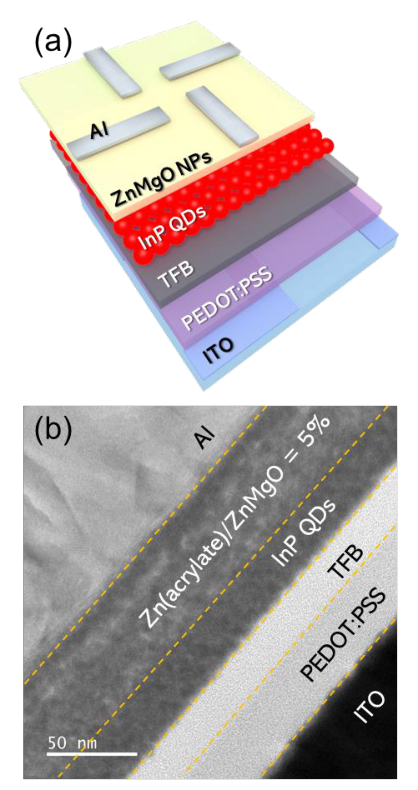 (a)
Al
ZnMgO NPs
InP QDs
TFB
PEDOT:PSS
ITO
(b)
Al
Zn(acrylate)/ZnMgO = 5%
InP QDs
TFB
PEDOT:PSS
ITO
50 nm